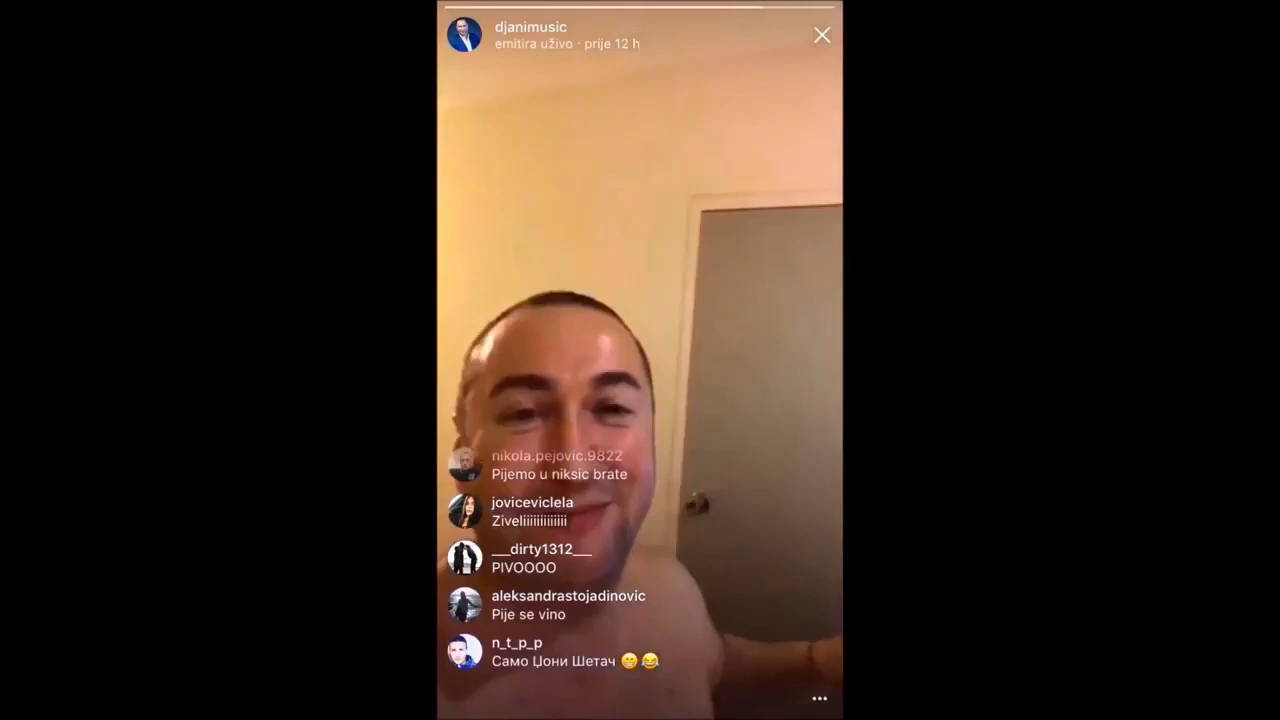 djanimusic
emitira uživo · prije 12 h
nikola.pejovic.9822
Pijemo u niksic brate
joviceviclela
Ziveliiiiiiiiiiiii
___dirty1312___
PIVOOOO
aleksandrastojadinovic
Pije se vino
n_t_p_p
Само Џони Шетач 😁😂